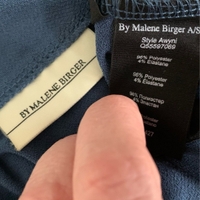 BY MALENE BIRGER
By Malene Birger A/S
Style Awyni
Q55597069
96% Polyester
4% Elastane
96% Polyester
4% Elastan